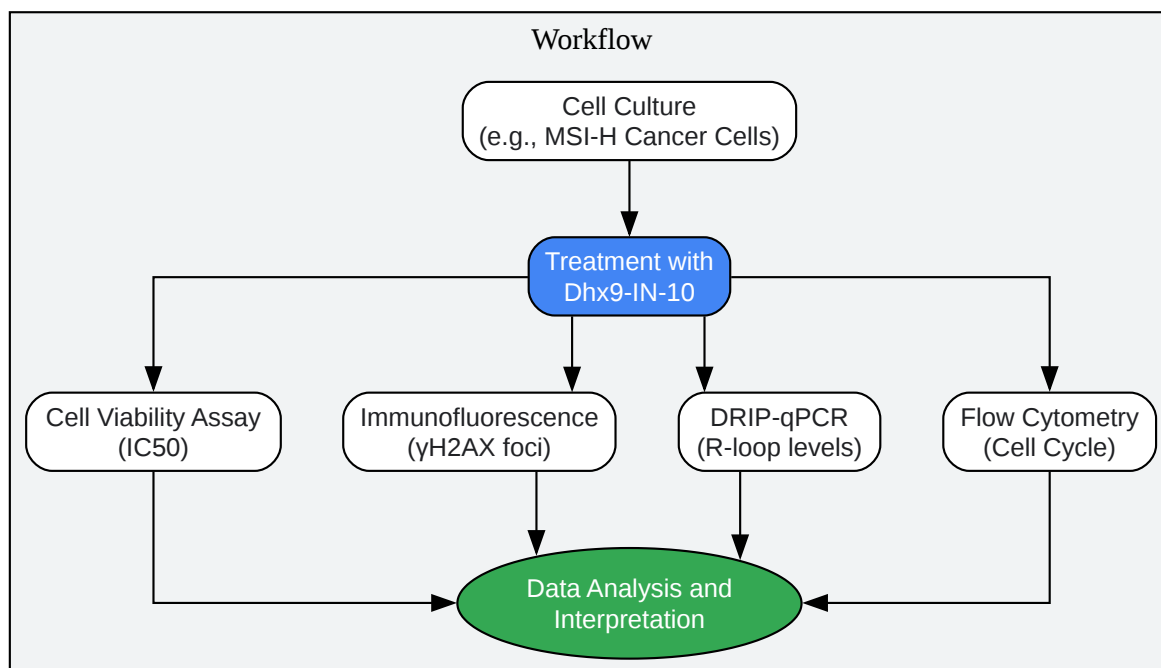 Workflow
Cell Culture
(e.g., MSI-H Cancer Cells)
Treatment with
Dhx9-IN-10
Cell Viability Assay
(IC50)
Immunofluorescence
(γH2AX foci)
DRIP-qPCR
(R-loop levels)
Flow Cytometry
(Cell Cycle)
Data Analysis and
Interpretation